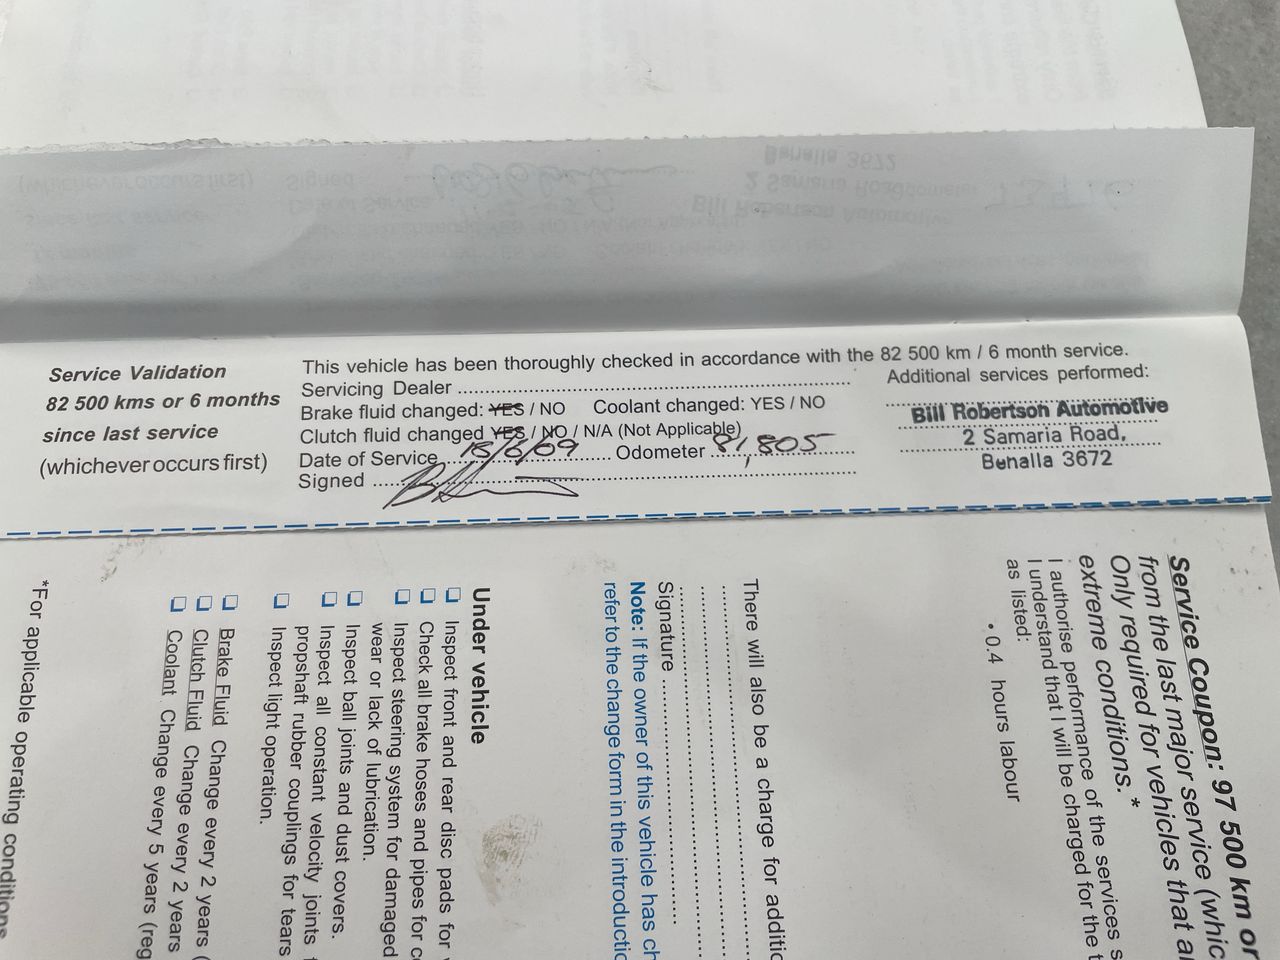 Service Validation
82 500 kms or 6 months
since last service
(whichever occurs first)
This vehicle has been thoroughly checked in accordance with the 82 500 km / 6 month service.
Servicing Dealer
Additional services performed:
Brake fluid changed: YES / NO Coolant changed: YES / NO
Clutch fluid changed YES / NO / N/A (Not Applicable)
Date of Service 15/6/09 Odometer 81,805
Signed
Bill Robertson Automotive
2 Samaria Road,
Benalla 3672
Service Coupon: 97 500 km or
from the last major service (whic
Only required for vehicles that a
extreme conditions. *
I authorise performance of the services s
I understand that I will be charged for the
as listed:
• 0.4 hours labour
There will also be a charge for additio
Signature
Note: If the owner of this vehicle has ch
refer to the change form in the introductio
Under vehicle
Inspect front and rear disc pads for
Check all brake hoses and pipes for c
Inspect steering system for damaged
wear or lack of lubrication.
Inspect ball joints and dust covers.
Inspect all constant velocity joints
propshaft rubber couplings for tears
Inspect light operation.
Brake Fluid Change every 2 years (
Clutch Fluid Change every 2 years
Coolant Change every 5 years (reg
*For applicable operating conditions